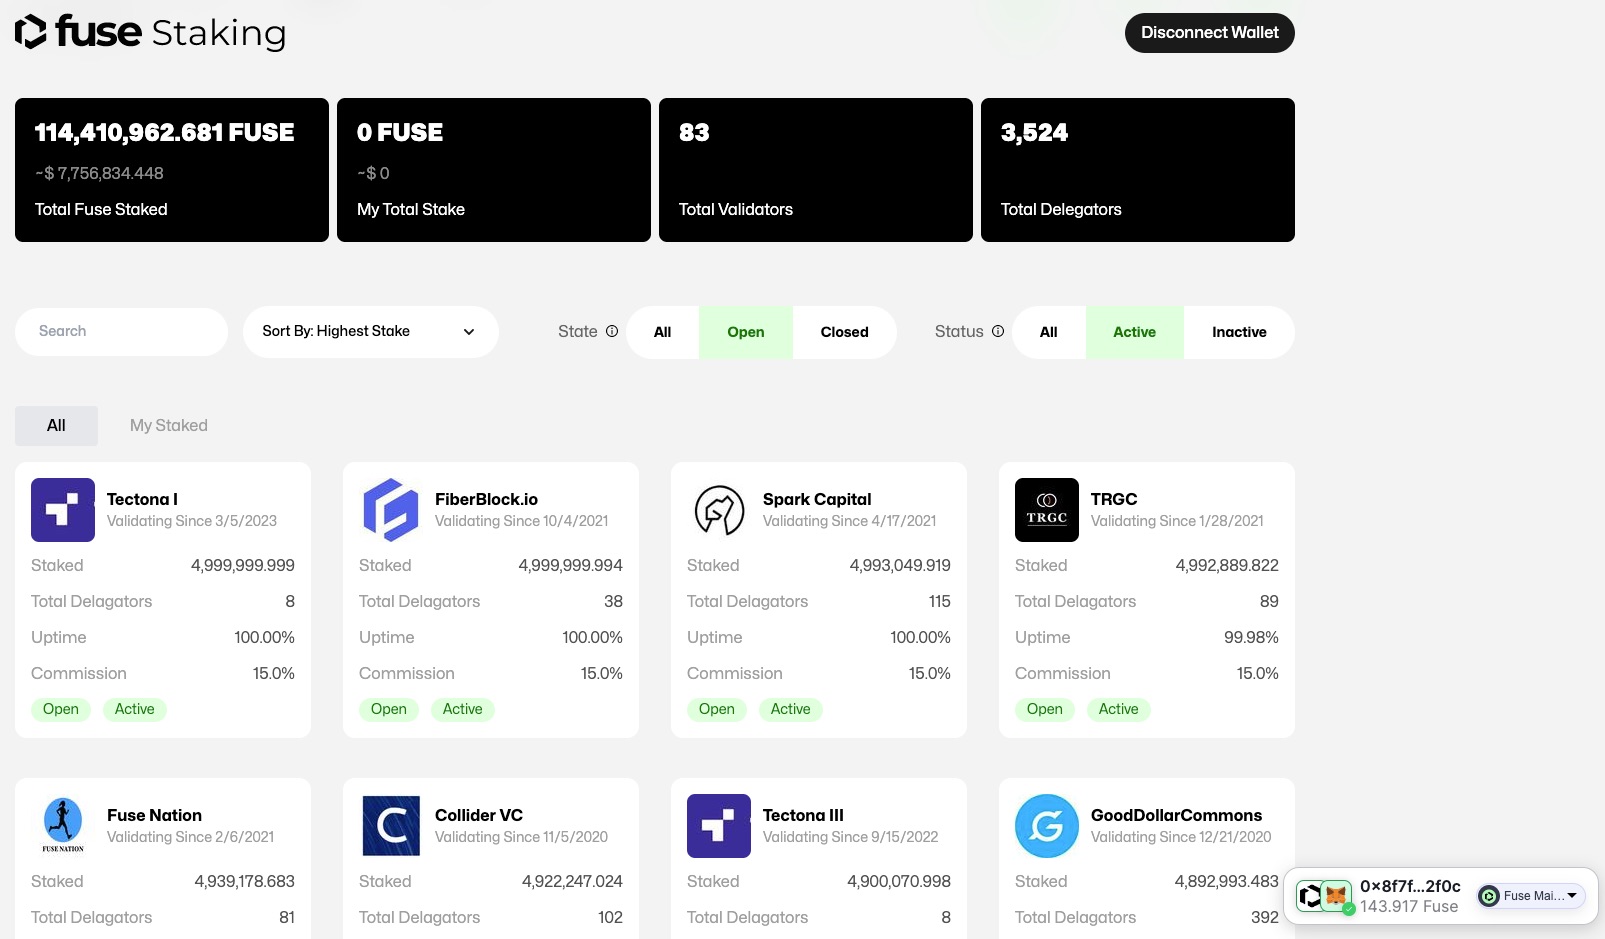 fuse Staking
Disconnect Wallet
114,410,962.681 FUSE
~$ 7,756,834.448
Total Fuse Staked
0 FUSE
~$ 0
My Total Stake
83
Total Validators
3,524
Total Delegators
Search
Sort By: Highest Stake
State
All
Open
Closed
Status
All
Active
Inactive
All
My Staked
Tectona I
Validating Since 3/5/2023
Staked 4,999,999.999
Total Delagators 8
Uptime 100.00%
Commission 15.0%
Open Active
FiberBlock.io
Validating Since 10/4/2021
Staked 4,999,999.994
Total Delagators 38
Uptime 100.00%
Commission 15.0%
Open Active
Spark Capital
Validating Since 4/17/2021
Staked 4,993,049.919
Total Delagators 115
Uptime 100.00%
Commission 15.0%
Open Active
TRGC
TRGC
Validating Since 1/28/2021
Staked 4,992,889.822
Total Delagators 89
Uptime 99.98%
Commission 15.0%
Open Active
FUSE NATION
Fuse Nation
Validating Since 2/6/2021
Staked 4,939,178.683
Total Delagators 81
C
Collider VC
Validating Since 11/5/2020
Staked 4,922,247.024
Total Delagators 102
Tectona III
Validating Since 9/15/2022
Staked 4,900,070.998
Total Delagators 8
G
GoodDollarCommons
Validating Since 12/21/2020
Staked 4,892,993.483
Total Delagators 392
0x8f7f...2f0c
143.917 Fuse
Fuse Mai...